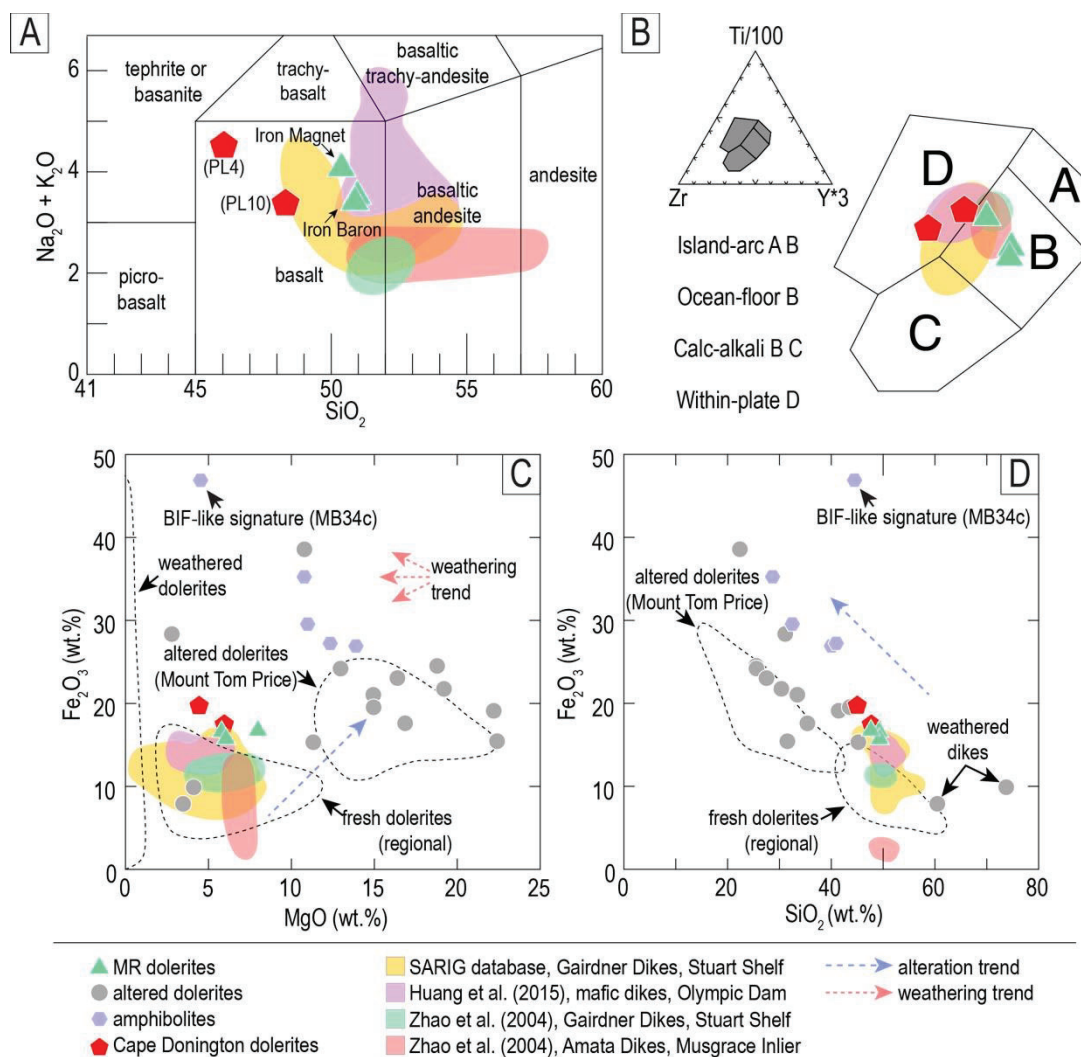 A
6
4
2
0
Na2O + K2O
tephrite or
basanite
trachy-
basalt
basaltic
trachy-andesite
Iron Magnet
(PL4)
(PL10)
Iron Baron
basaltic
andesite
andesite
basalt
picro-
basalt
41
45
50
55
60
SiO2
B
Ti/100
Zr
Y*3
D
A
B
C
Island-arc A B
Ocean-floor B
Calc-alkali B C
Within-plate D
C
50
40
30
20
10
0
Fe2O3 (wt.%)
BIF-like signature (MB34c)
weathered
dolerites
weathering
trend
altered dolerites
(Mount Tom Price)
fresh dolerites
(regional)
0
5
10
15
20
25
MgO (wt.%)
D
50
40
30
20
10
0
Fe2O3 (wt.%)
BIF-like signature (MB34c)
altered dolerites
(Mount Tom Price)
weathered
dikes
fresh dolerites
(regional)
0
20
40
60
80
SiO2 (wt.%)
MR dolerites
altered dolerites
amphibolites
Cape Donington dolerites
SARIG database, Gairdner Dikes, Stuart Shelf
Huang et al. (2015), mafic dikes, Olympic Dam
Zhao et al. (2004), Gairdner Dikes, Stuart Shelf
Zhao et al. (2004), Amata Dikes, Musgrace Inlier
alteration trend
weathering trend